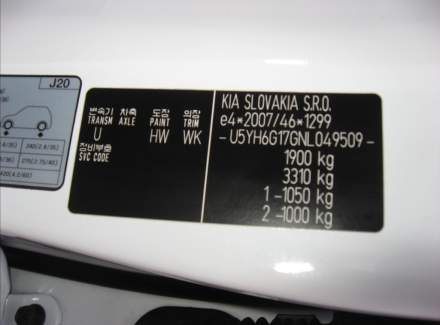 J20
변속기 차축 도장 의장
TRANSM AXLE PAINT TRIM
U HW WK
장비부호
SVC CODE
KIA SLOVAKIA S.R.O.
e4*2007/46*1299
-U5YH6G17GNL049509-
1900 kg
3310 kg
1-1050 kg
2-1000 kg